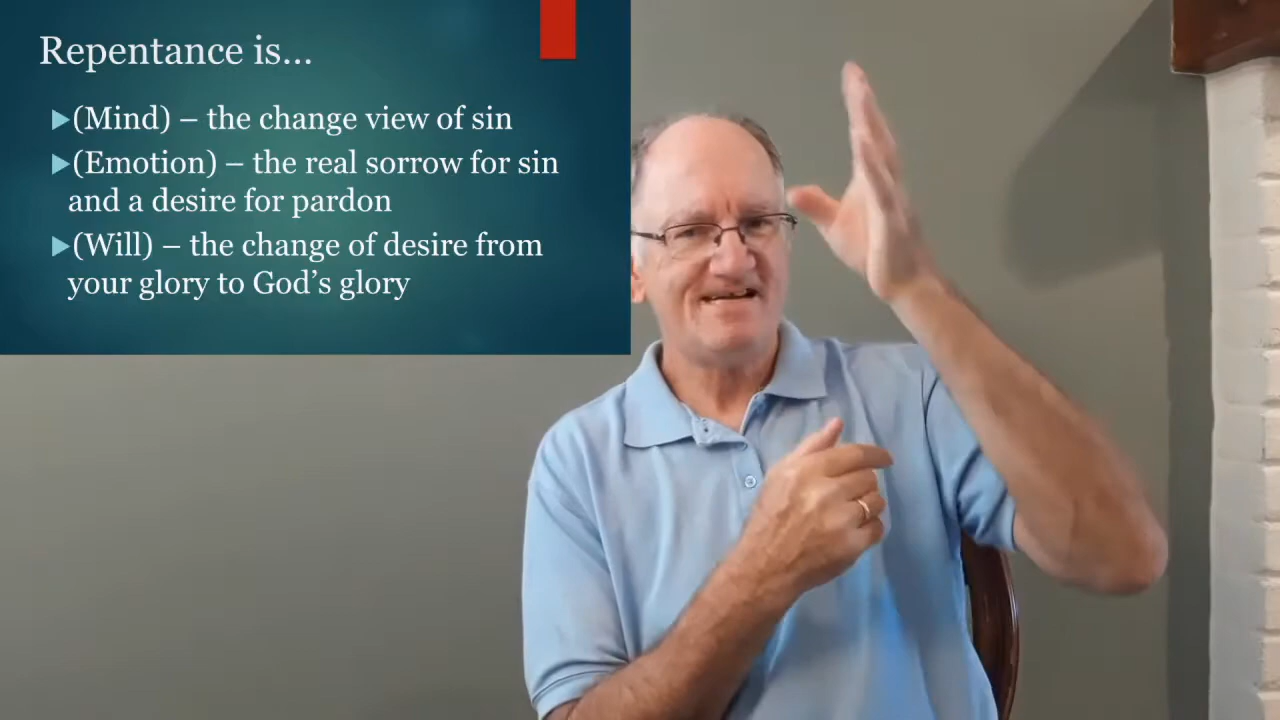 Repentance is...
(Mind) – the change view of sin
(Emotion) – the real sorrow for sin
and a desire for pardon
(Will) – the change of desire from
your glory to God’s glory